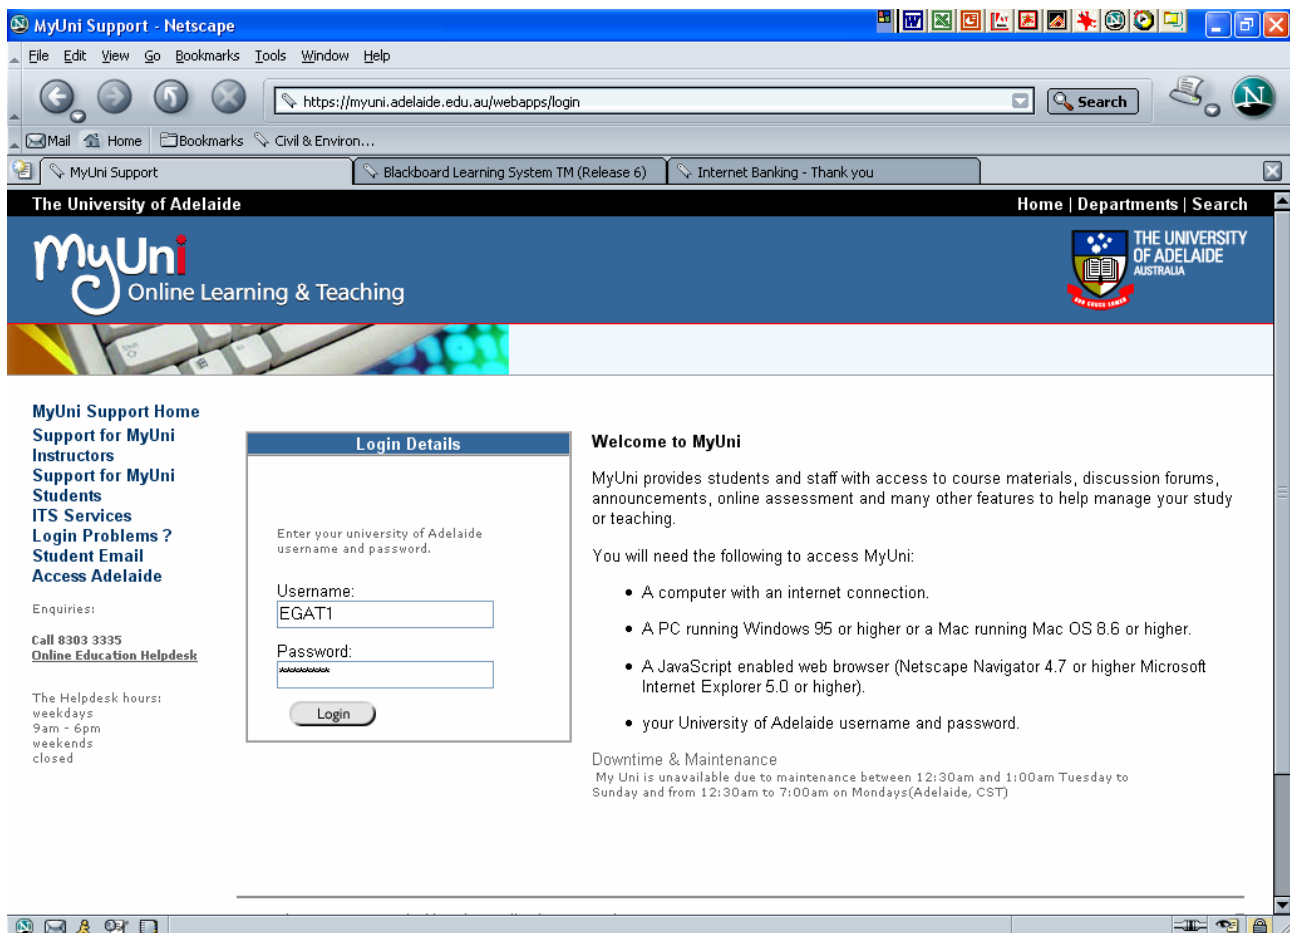 MyUni Support - Netscape
File Edit View Go Bookmarks Tools Window Help
https://myuni.adelaide.edu.au/webapps/login
Search
N
Mail Home Bookmarks Civil & Environ...
MyUni Support
Blackboard Learning System TM (Release 6)
Internet Banking - Thank you
The University of Adelaide
Home | Departments | Search
MyUni
Online Learning & Teaching
THE UNIVERSITY
OF ADELAIDE
AUSTRALIA
MyUni Support Home
Support for MyUni
Instructors
Support for MyUni
Students
ITS Services
Login Problems ?
Student Email
Access Adelaide
Enquiries:
Call 8303 3335
Online Education Helpdesk
The Helpdesk hours:
weekdays
9am - 6pm
weekends
closed
Login Details
Enter your university of Adelaide
username and password.
Username:
EGAT1
Password:
Login
Welcome to MyUni
MyUni provides students and staff with access to course materials, discussion forums,
announcements, online assessment and many other features to help manage your study
or teaching.
You will need the following to access MyUni:
• A computer with an internet connection.
• A PC running Windows 95 or higher or a Mac running Mac OS 8.6 or higher.
• A JavaScript enabled web browser (Netscape Navigator 4.7 or higher Microsoft
Internet Explorer 5.0 or higher).
• your University of Adelaide username and password.
Downtime & Maintenance
My Uni is unavailable due to maintenance between 12:30am and 1:00am Tuesday to
Sunday and from 12:30am to 7:00am on Mondays(Adelaide, CST)